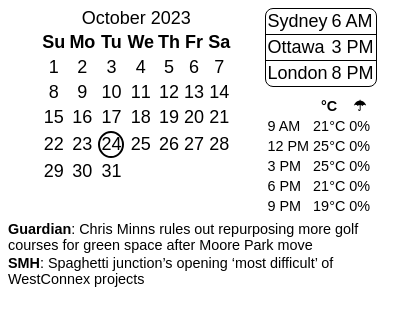 October 2023
Su Mo Tu We Th Fr Sa
1 2 3 4 5 6 7
8 9 10 11 12 13 14
15 16 17 18 19 20 21
22 23 24 25 26 27 28
29 30 31
Sydney 6 AM
Ottawa 3 PM
London 8 PM
°C ☂
9 AM 21°C 0%
12 PM 25°C 0%
3 PM 25°C 0%
6 PM 21°C 0%
9 PM 19°C 0%
Guardian: Chris Minns rules out repurposing more golf
courses for green space after Moore Park move
SMH: Spaghetti junction’s opening ‘most difficult’ of
WestConnex projects